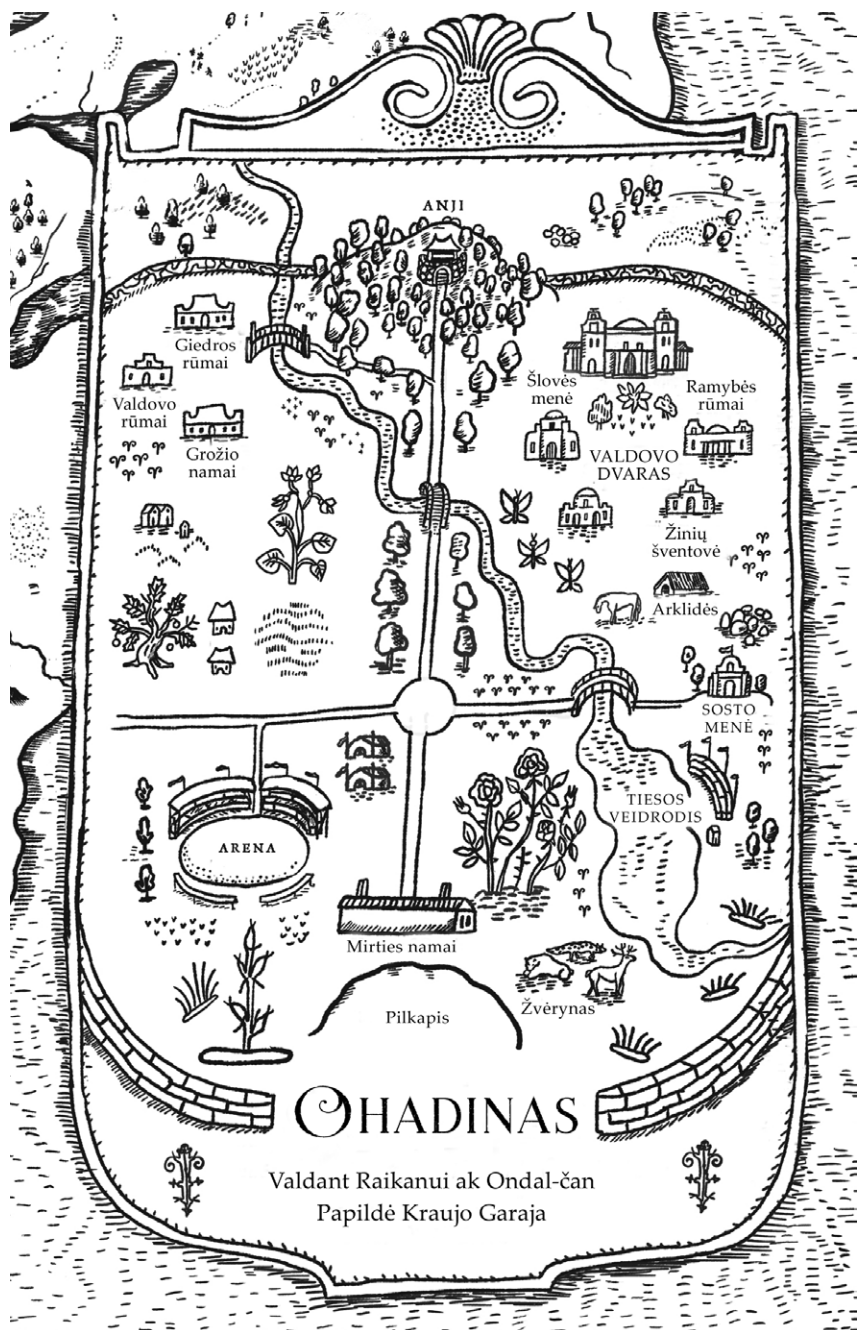 ANJI
Giedros
rūmai
Valdovo
rūmai
Grožio
namai
Šlovės
menė
Ramybės
rūmai
VALDOVO
DVARAS
Žinių
šventovė
Arklidės
SOSTO
MENĖ
TIESOS
VEIDRODIS
ARENA
Mirties namai
Žvėrynas
Pilkapis
OHADINAS
Valdant Raikanui ak Ondal-čan
Papildė Kraujo Garaja